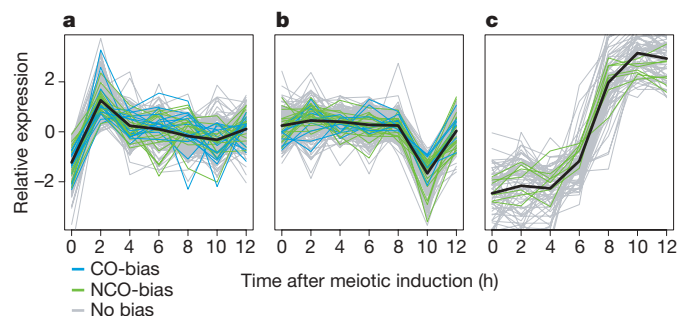 a b c
Relative expression
2
0
−2
0 2 4 6 8 10 12 0 2 4 6 8 10 12 0 2 4 6 8 10 12
Time after meiotic induction (h)
CO-bias
NCO-bias
No bias